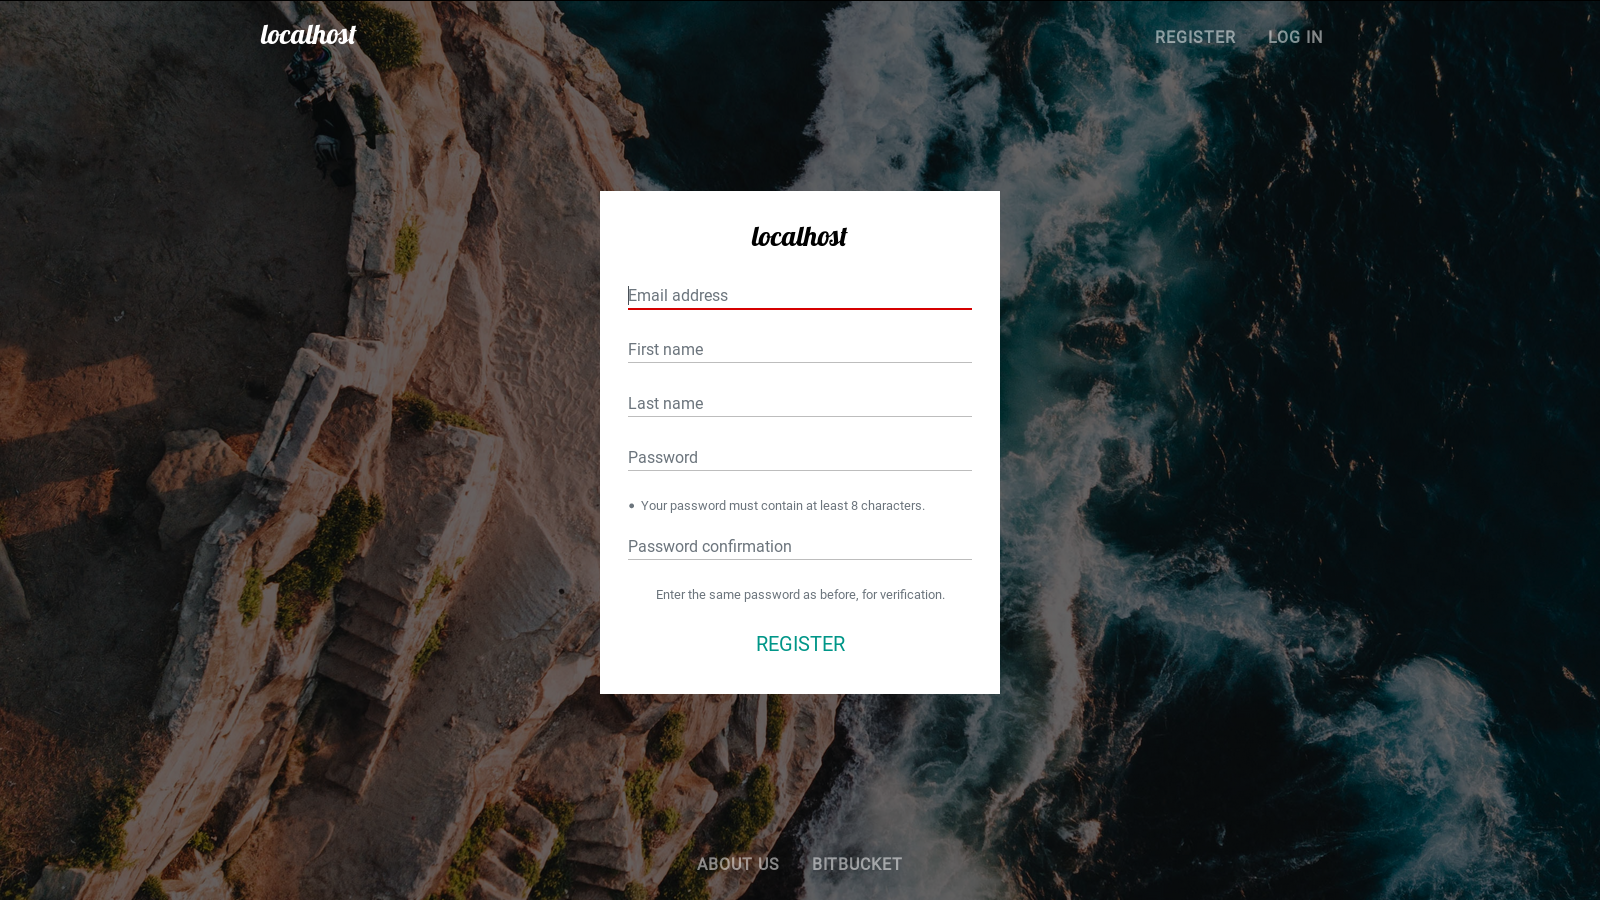 localhost
REGISTER LOG IN
localhost
Email address
First name
Last name
Password
• Your password must contain at least 8 characters.
Password confirmation
Enter the same password as before, for verification.
REGISTER
ABOUT US BITBUCKET